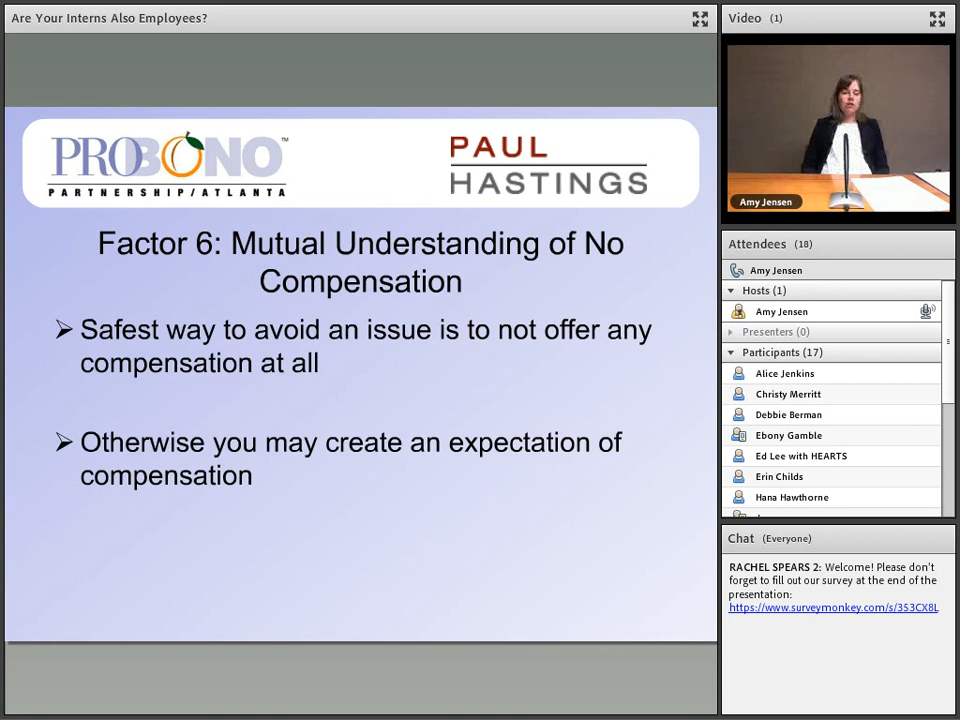 Are Your Interns Also Employees?
PROBONO™
PARTNERSHIP/ATLANTA
PAUL
HASTINGS
Factor 6: Mutual Understanding of No
Compensation
➢ Safest way to avoid an issue is to not offer any
compensation at all
➢ Otherwise you may create an expectation of
compensation
Video (1)
Amy Jensen
Attendees (18)
Amy Jensen
Hosts (1)
Amy Jensen
Presenters (0)
Participants (17)
Alice Jenkins
Christy Merritt
Debbie Berman
Ebony Gamble
Ed Lee with HEARTS
Erin Childs
Hana Hawthorne
Chat (Everyone)
RACHEL SPEARS 2: Welcome! Please don't
forget to fill out our survey at the end of the
presentation:
https://www.surveymonkey.com/s/353CX8L